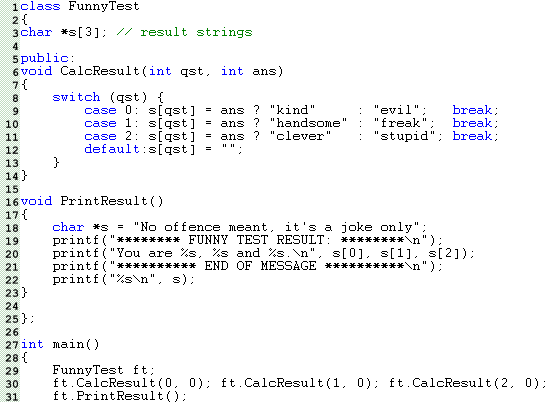 1 class FunnyTest
2 {
3 char *s[3]; // result strings
4
5 public:
6 void CalcResult(int qst, int ans)
7 {
8     switch (qst) {
9         case 0: s[qst] = ans ? "kind"     : "evil";   break;
10         case 1: s[qst] = ans ? "handsome" : "freak";  break;
11         case 2: s[qst] = ans ? "clever"   : "stupid"; break;
12         default:s[qst] = "";
13     }
14 }
15
16 void PrintResult()
17 {
18     char *s = "No offence meant, it's a joke only";
19     printf("******** FUNNY TEST RESULT: ********\n");
20     printf("You are %s, %s and %s.\n", s[0], s[1], s[2]);
21     printf("********** END OF MESSAGE **********\n");
22     printf("%s\n", s);
23 }
24
25 };
26
27 int main()
28 {
29     FunnyTest ft;
30     ft.CalcResult(0, 0); ft.CalcResult(1, 0); ft.CalcResult(2, 0);
31     ft.PrintResult();